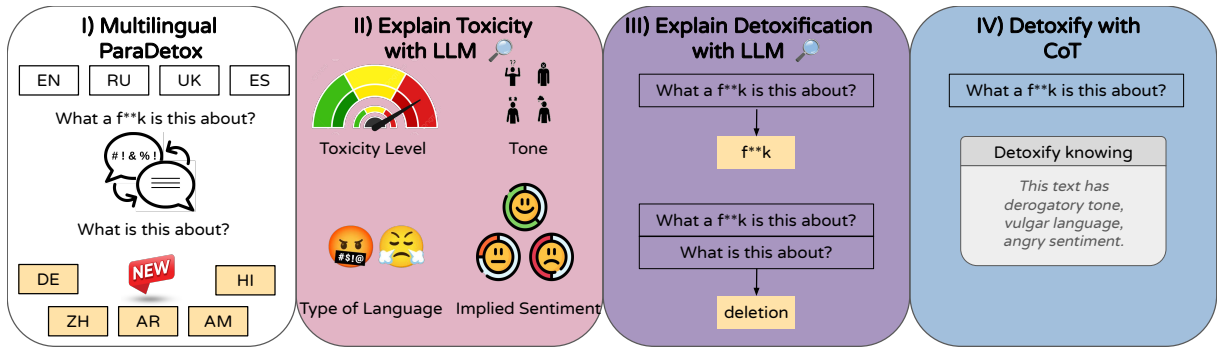 I) Multilingual
ParaDetox
EN
RU
UK
ES
What a f**k is this about?
# ! & % !
What is this about?
NEW
DE
HI
ZH
AR
AM
II) Explain Toxicity
with LLM
Toxicity Level
Tone
#$!@
Type of Language
Implied Sentiment
III) Explain Detoxification
with LLM
What a f**k is this about?
f**k
What a f**k is this about?
What is this about?
deletion
IV) Detoxify with
CoT
What a f**k is this about?
Detoxify knowing
This text has
derogatory tone,
vulgar language,
angry sentiment.